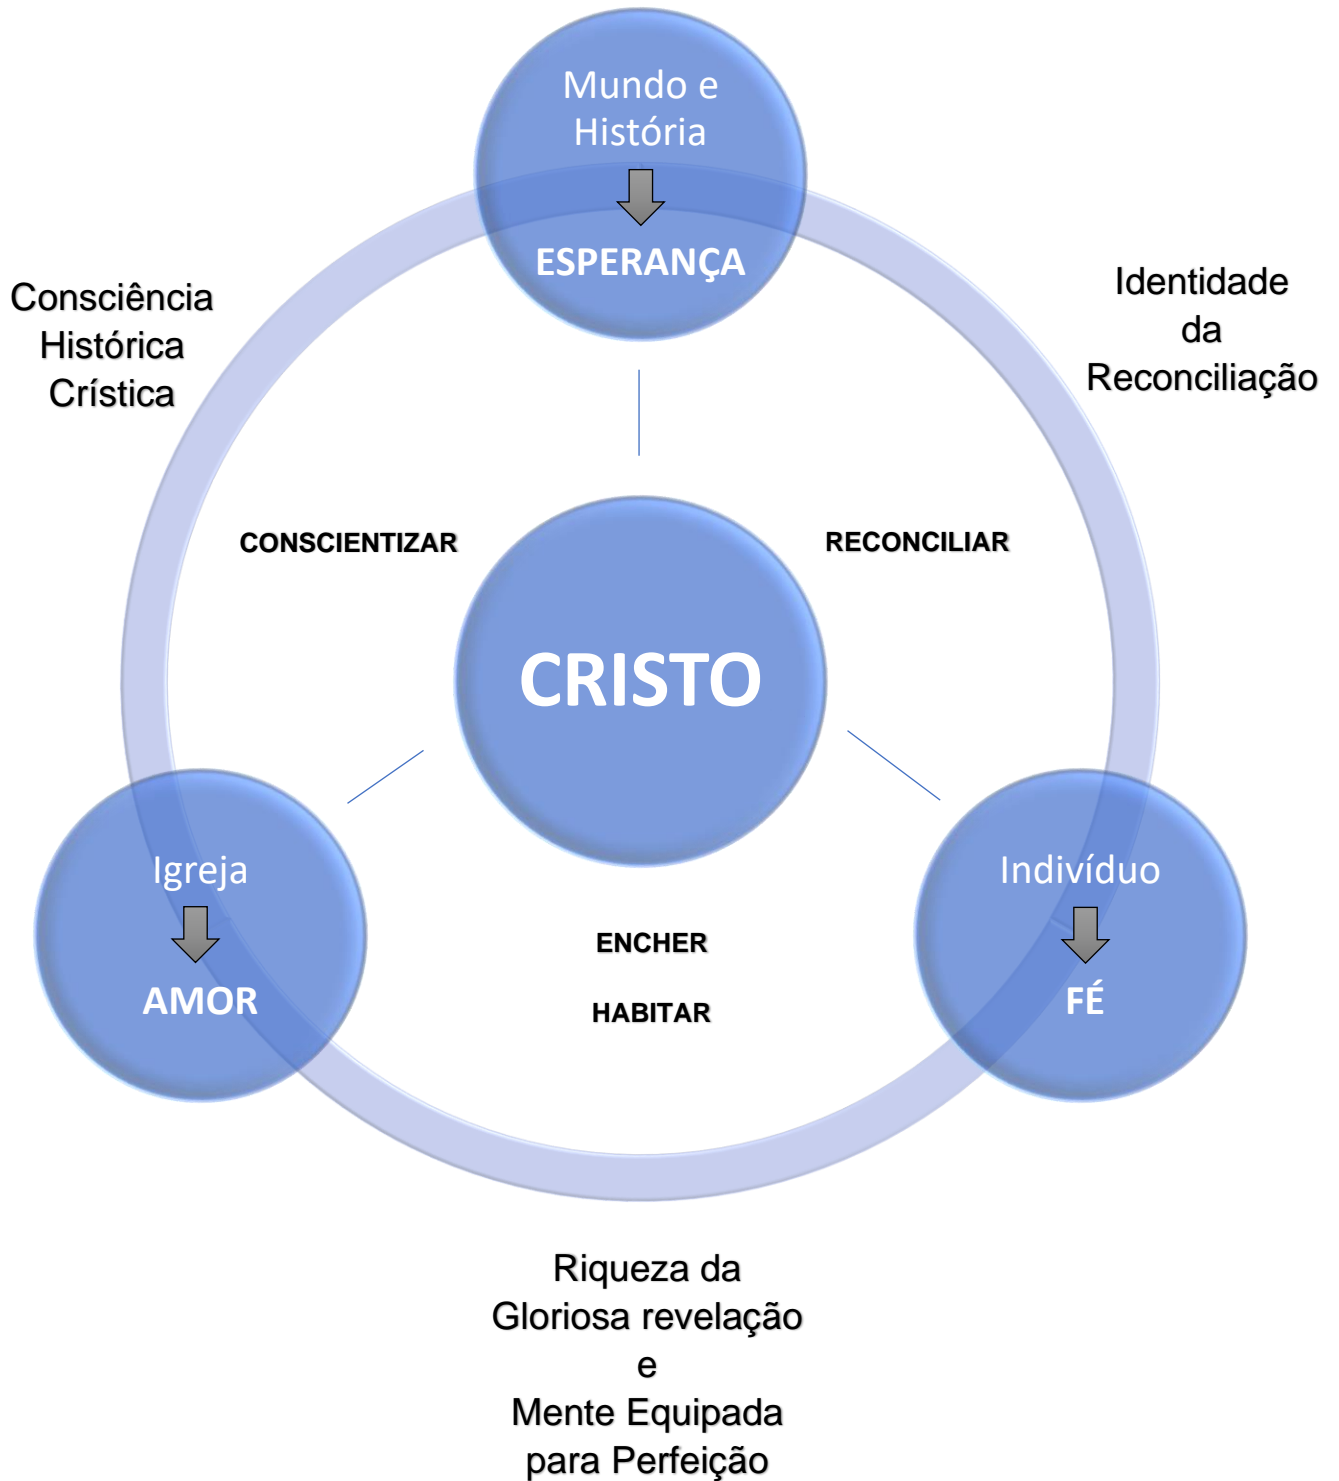 Mundo e
História
ESPERANÇA
Consciência
Histórica
Crística
Identidade
da
Reconciliação
CONSCIENTIZAR
RECONCILIAR
CRISTO
Igreja
AMOR
Indivíduo
FÉ
ENCHER
HABITAR
Riqueza da
Gloriosa revelação
e
Mente Equipada
para Perfeição